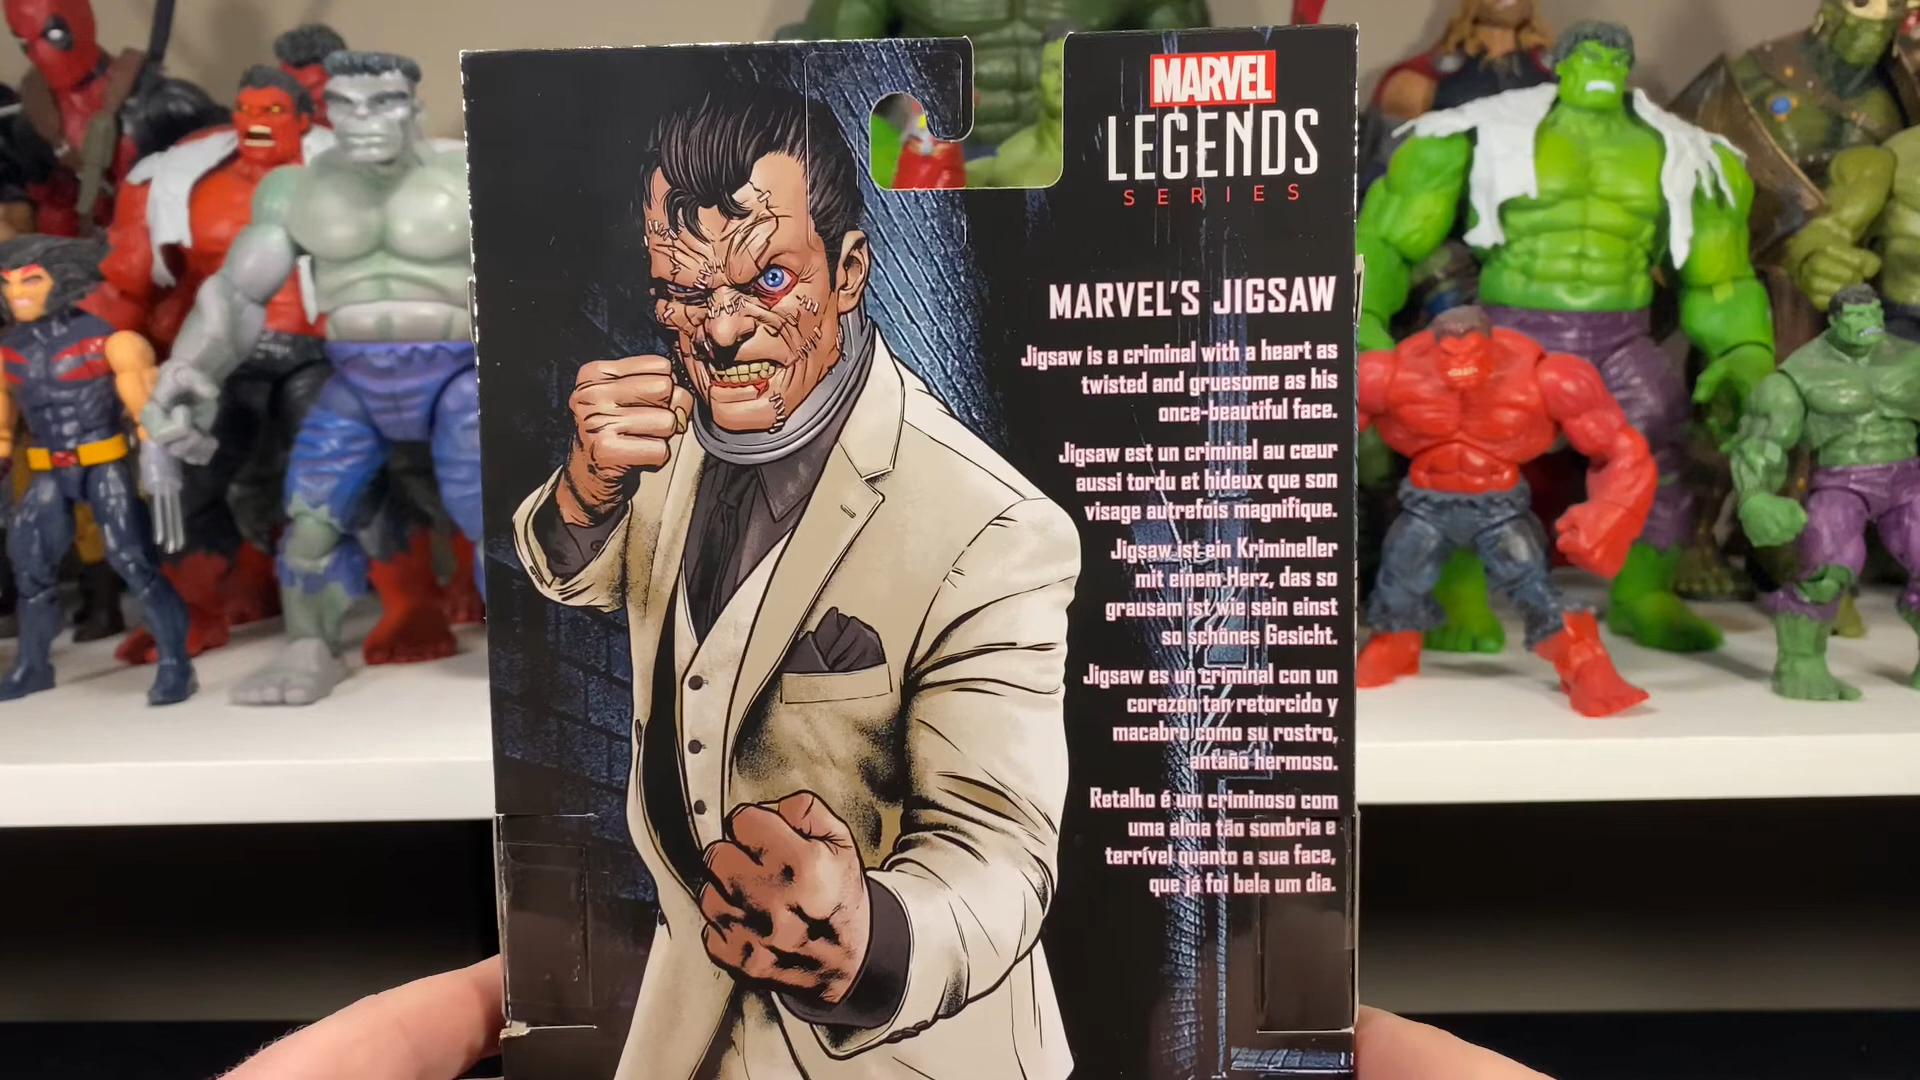 MARVEL
LEGENDS
SERIES
MARVEL'S JIGSAW
Jigsaw is a criminal with a heart as
twisted and gruesome as his
once-beautiful face.
Jigsaw est un criminel au cœur
aussi tordu et hideux que son
visage autrefois magnifique.
Jigsaw ist ein Krimineller
mit einem Herz, das so
grausam ist wie sein einst
so schönes Gesicht.
Jigsaw es un criminal con un
corazón tan retorcido y
macabro como su rostro,
antaño hermoso.
Retalho é um criminoso com
uma alma tão sombria e
terrível quanto a sua face,
que já foi bela um dia.